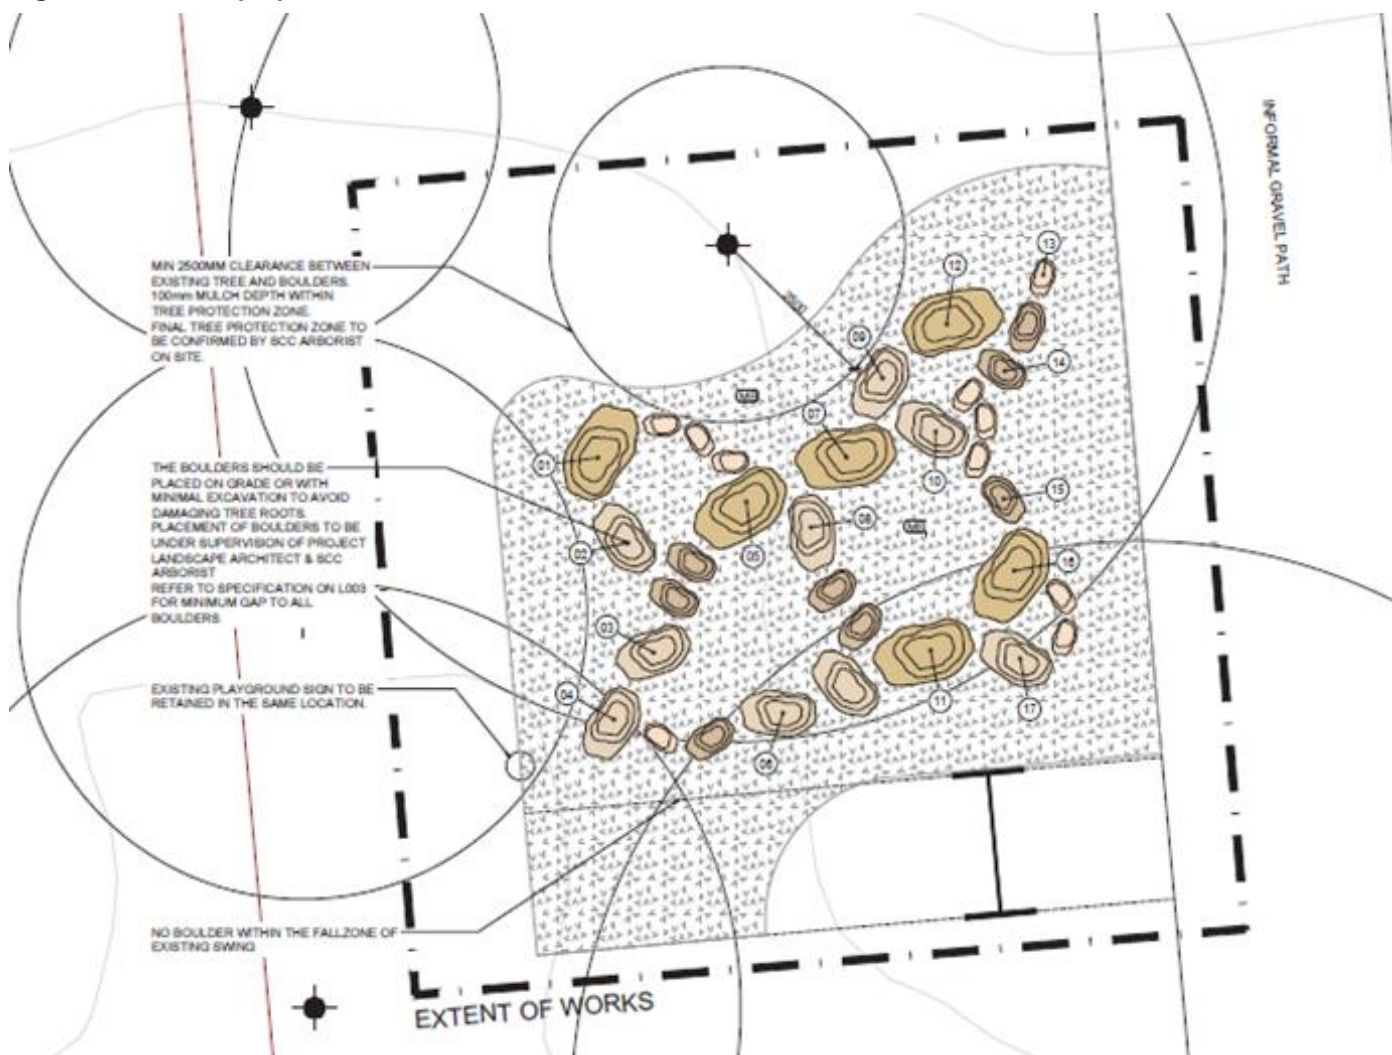 INFORMAL GRAVEL PATH
MIN 2500MM CLEARANCE BETWEEN
EXISTING TREE AND BOULDERS.
100mm MULCH DEPTH WITHIN
TREE PROTECTION ZONE.
FINAL TREE PROTECTION ZONE TO
BE CONFIRMED BY SCC ARBORIST
ON SITE.
2500
13
12
09
14
07
01
10
15
08
02
05
16
THE BOULDERS SHOULD BE
PLACED ON GRADE OR WITH
MINIMAL EXCAVATION TO AVOID
DAMAGING TREE ROOTS.
PLACEMENT OF BOULDERS TO BE
UNDER SUPERVISION OF PROJECT
LANDSCAPE ARCHITECT & SCC
ARBORIST
REFER TO SPECIFICATION ON L003
FOR MINIMUM GAP TO ALL
BOULDERS
03
04
11
17
06
EXISTING PLAYGROUND SIGN TO BE
RETAINED IN THE SAME LOCATION.
NO BOULDER WITHIN THE FALLZONE OF
EXISTING SWING
EXTENT OF WORKS